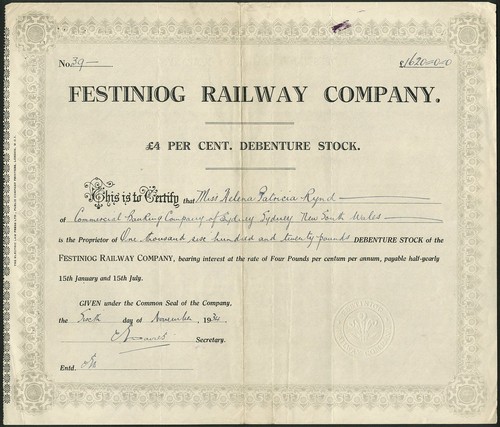 No. 39 — £1620-0-0
FESTINIOG RAILWAY COMPANY.
£4 PER CENT. DEBENTURE STOCK.
This is to Certify that Miss Helena Patricia Rynd
of Commercial Banking Company of Sydney Sydney New South Wales
is the Proprietor of One thousand six hundred and twenty pounds DEBENTURE STOCK of the
FESTINIOG RAILWAY COMPANY, bearing interest at the rate of Four Pounds per centum per annum, payable half-yearly
15th January and 15th July.
GIVEN under the Common Seal of the Company,
the Sixth day of November, 193
Secretary.
Entd.